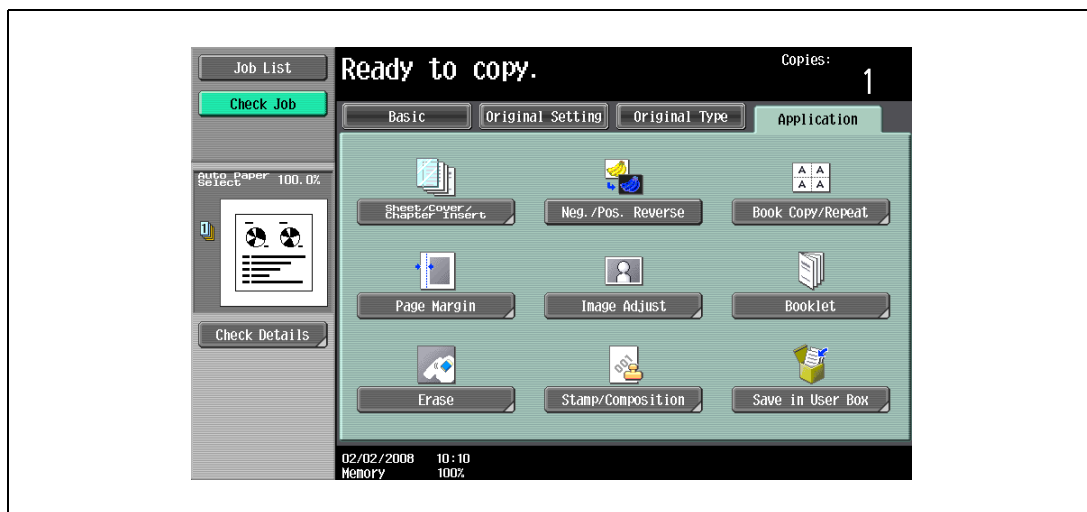 Job List
Check Job
Auto Paper
Select 100.0%
1
Check Details
Ready to copy.
Copies:
1
Basic
Original Setting
Original Type
Application
Sheet/Cover/
Chapter Insert
Neg./Pos. Reverse
A A
A A
Book Copy/Repeat
Page Margin
Image Adjust
Booklet
Erase
001
Stamp/Composition
Save in User Box
02/02/2008 10:10
Memory 100%